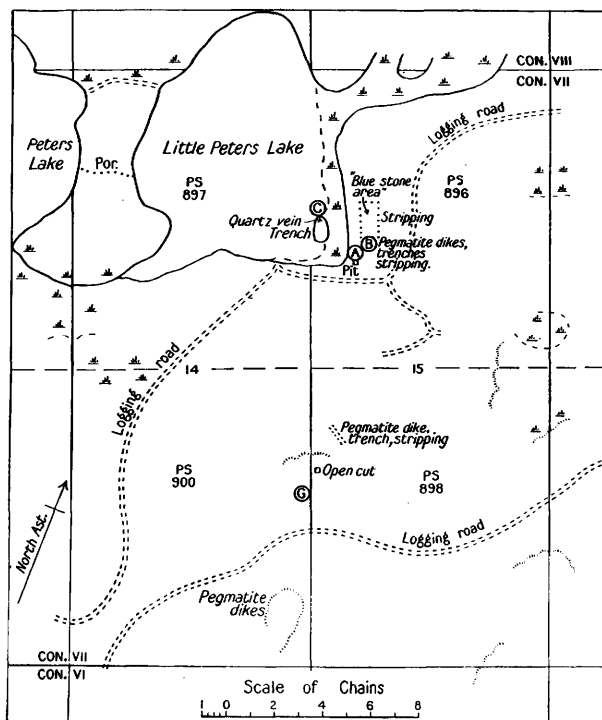 CON. VIII
CON. VII
Logging road
Peters
Lake
Little Peters Lake
Por.
PS
897
"Blue stone
area"
PS
896
C
Stripping
Quartz vein
Trench
B
Pegmatite dikes,
trenches
stripping.
A
Pit
Logging road
14
15
Pegmatite dike,
trench, stripping
PS
900
Open cut
PS
898
G
North Ast.
Logging road
Pegmatite
dikes
CON. VII
CON. VI
Scale of Chains
1 0 2 4 6 8